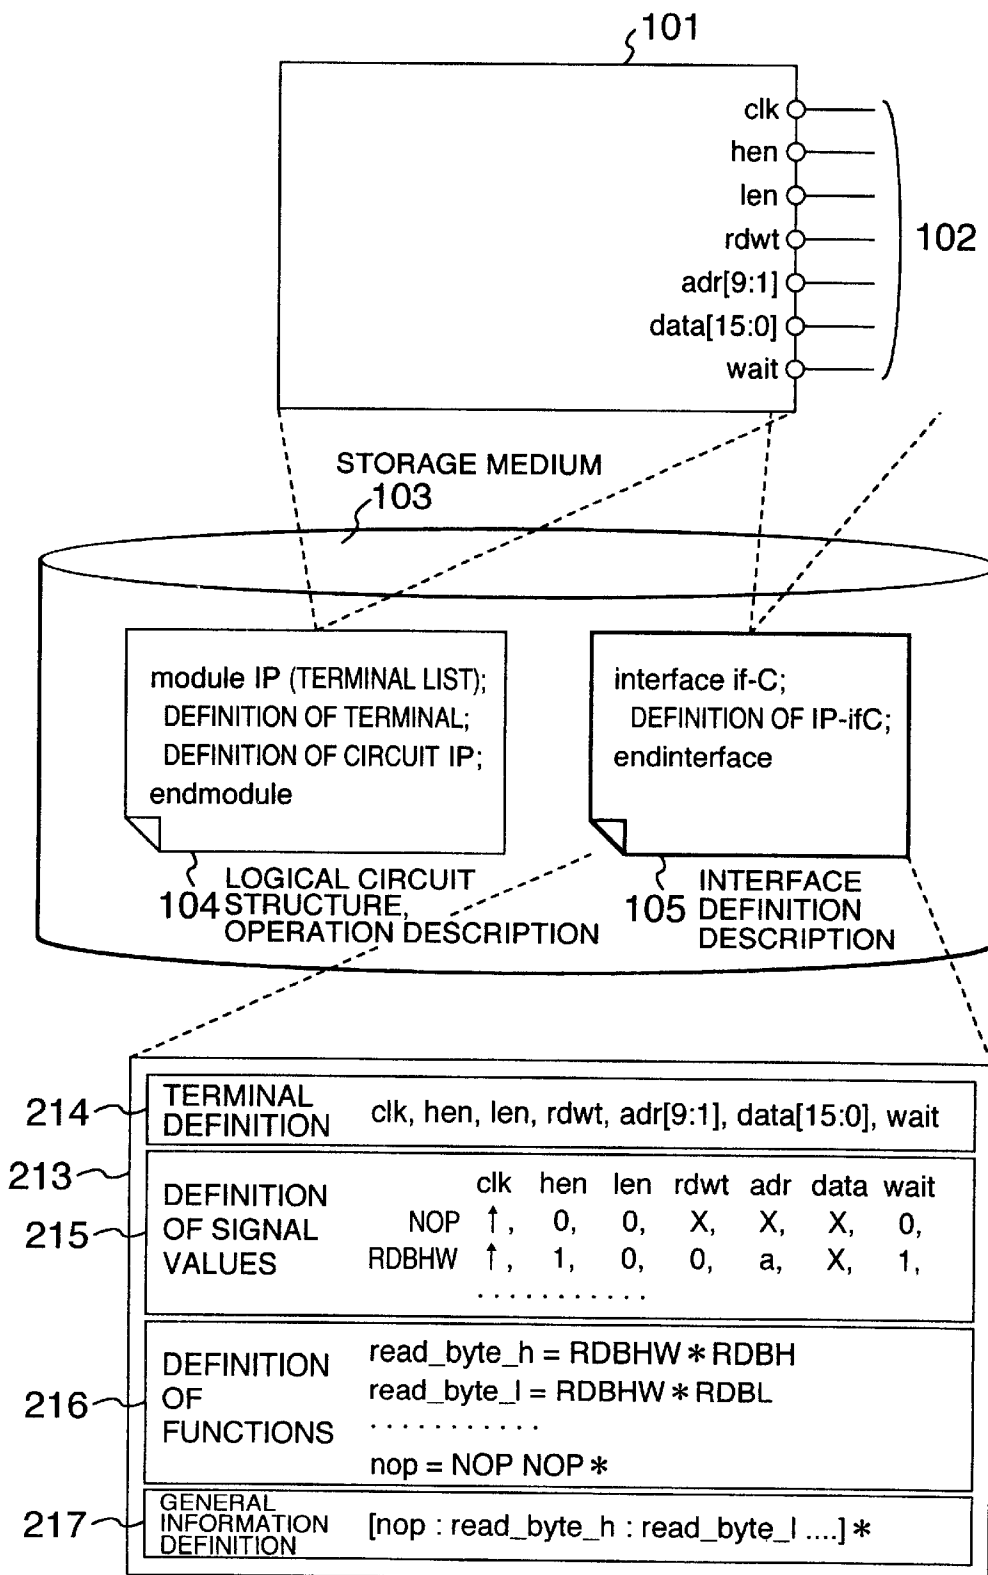 101
clk
hen
len
rdwt
adr[9:1]
data[15:0]
wait
102
STORAGE MEDIUM
103
module IP (TERMINAL LIST);
DEFINITION OF TERMINAL;
DEFINITION OF CIRCUIT IP;
endmodule
interface if-C;
DEFINITION OF IP-ifC;
endinterface
104
LOGICAL CIRCUIT
STRUCTURE,
OPERATION DESCRIPTION
105
INTERFACE
DEFINITION
DESCRIPTION
214
TERMINAL
DEFINITION
clk, hen, len, rdwt, adr[9:1], data[15:0], wait
213
215
DEFINITION
OF SIGNAL
VALUES
clk hen len rdwt adr data wait
NOP ↑, 0, 0, X, X, X, 0,
RDBHW ↑, 1, 0, 0, a, X, 1,
............
216
DEFINITION
OF
FUNCTIONS
read_byte_h = RDBHW * RDBH
read_byte_l = RDBHW * RDBL
...........
nop = NOP NOP *
217
GENERAL
INFORMATION
DEFINITION
[nop : read_byte_h : read_byte_l ....] *